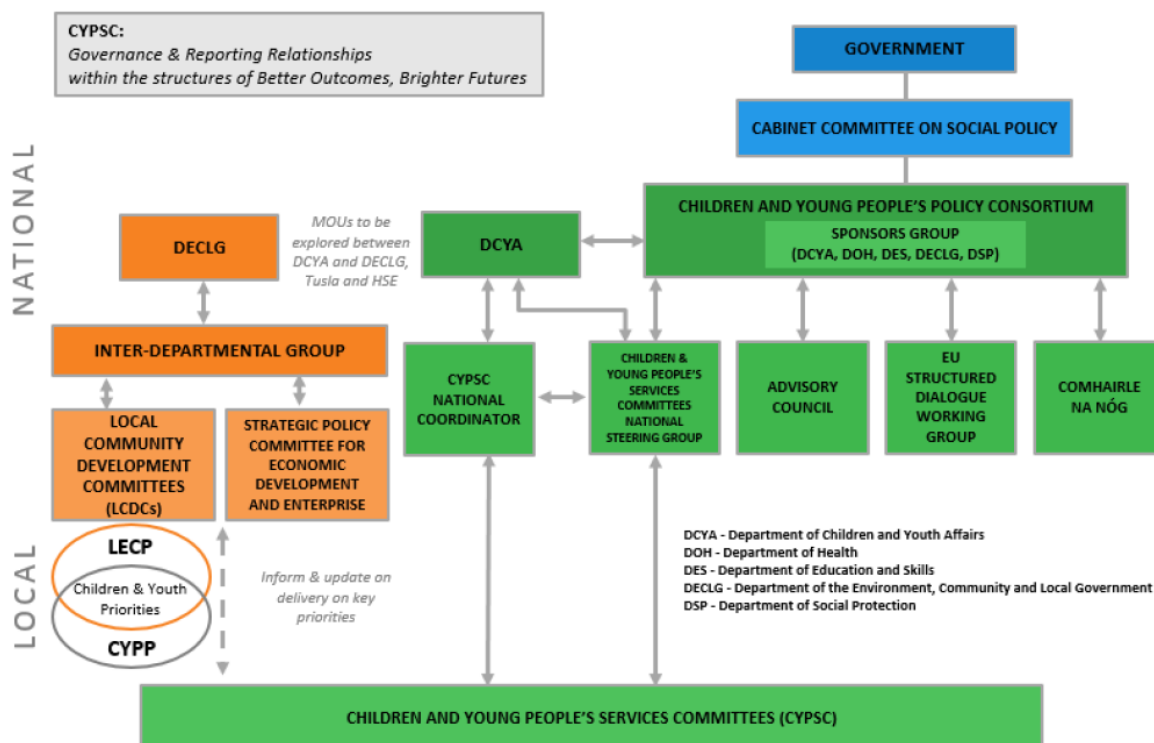 CYPSC:
Governance & Reporting Relationships
within the structures of Better Outcomes, Brighter Futures
GOVERNMENT
CABINET COMMITTEE ON SOCIAL POLICY
NATIONAL
CHILDREN AND YOUNG PEOPLE'S POLICY CONSORTIUM
SPONSORS GROUP
(DCYA, DOH, DES, DECLG, DSP)
DECLG
MOUs to be
explored between
DCYA and DECLG,
Tusla and HSE
DCYA
INTER-DEPARTMENTAL GROUP
CYPSC
NATIONAL
COORDINATOR
CHILDREN &
YOUNG PEOPLE'S
SERVICES
COMMITTEES
NATIONAL
STEERING GROUP
ADVISORY
COUNCIL
EU
STRUCTURED
DIALOGUE
WORKING
GROUP
COMHAIRLE
NA NÓG
LOCAL
COMMUNITY
DEVELOPMENT
COMMITTEES
(LCDCs)
STRATEGIC POLICY
COMMITTEE FOR
ECONOMIC
DEVELOPMENT
AND ENTERPRISE
LOCAL
LECP
Children & Youth
Priorities
CYPP
Inform & update on
delivery on key
priorities
DCYA - Department of Children and Youth Affairs
DOH - Department of Health
DES - Department of Education and Skills
DECLG - Department of the Environment, Community and Local Government
DSP - Department of Social Protection
CHILDREN AND YOUNG PEOPLE'S SERVICES COMMITTEES (CYPSC)